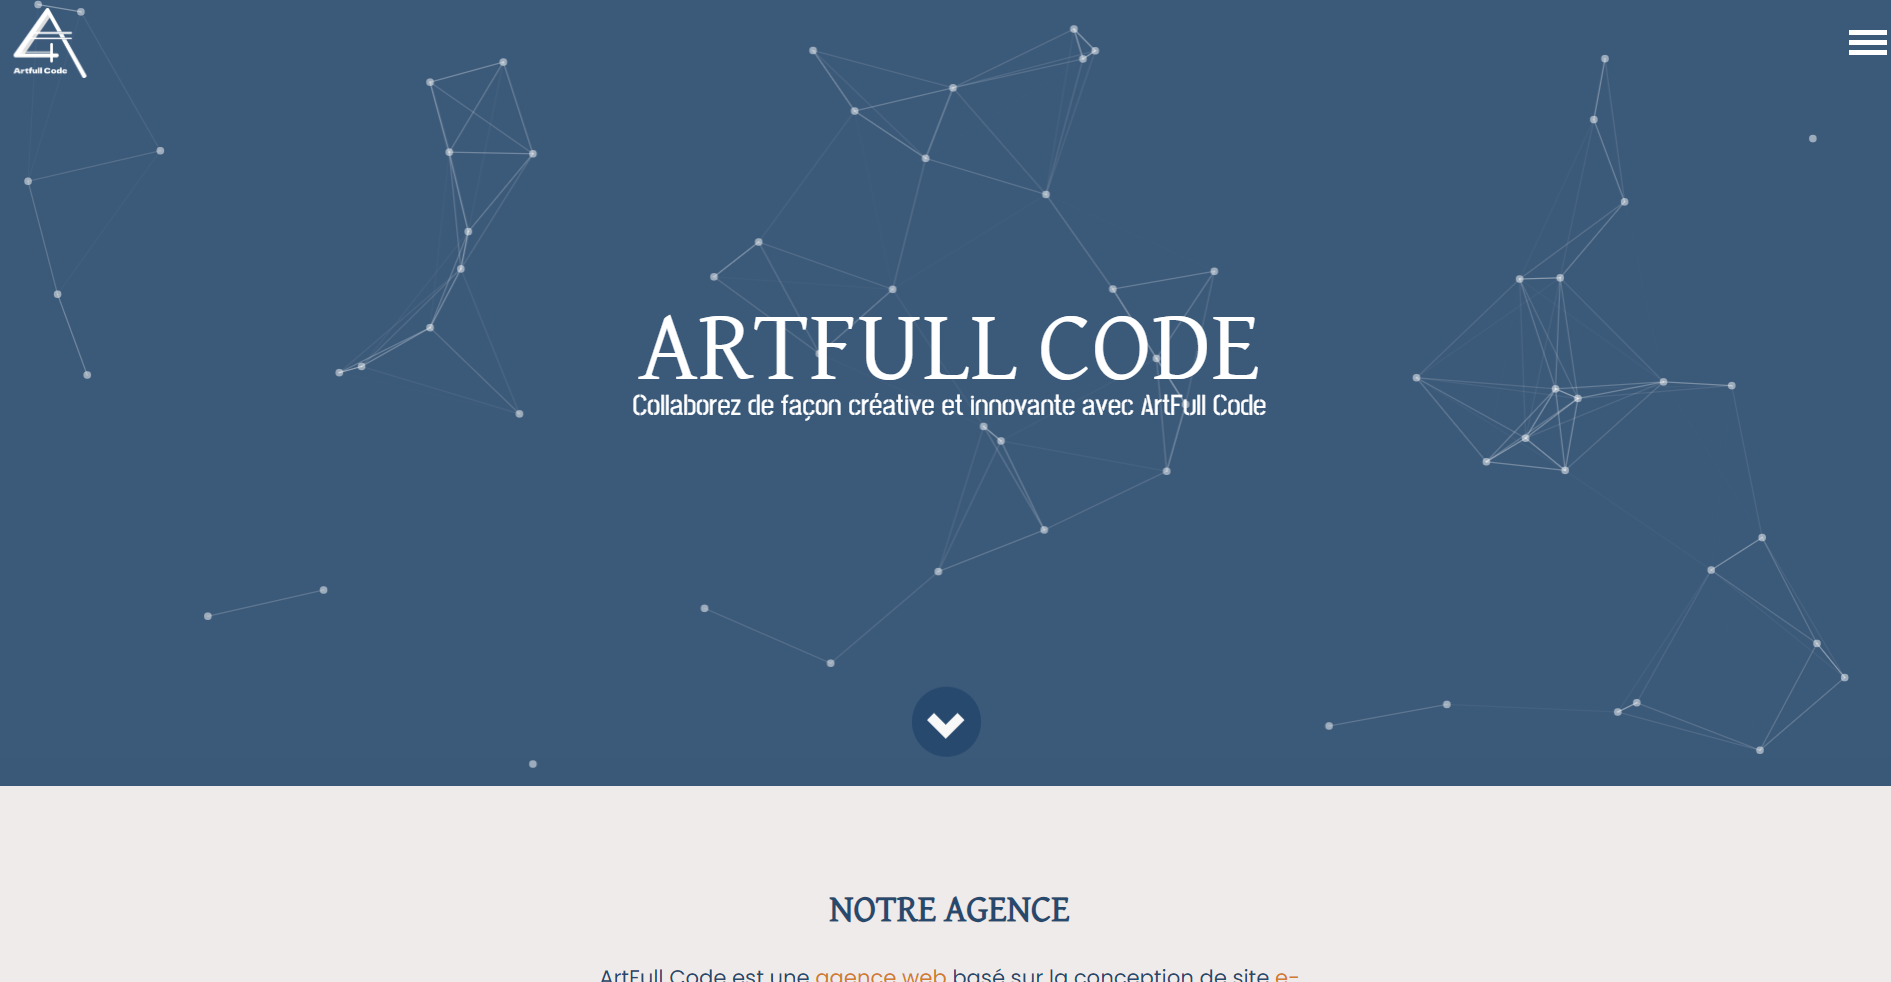 Artfull Code
ARTFULL CODE
Collaborez de façon créative et innovante avec ArtFull Code
NOTRE AGENCE
ArtFull Code est une agence web basé sur la conception de site e-